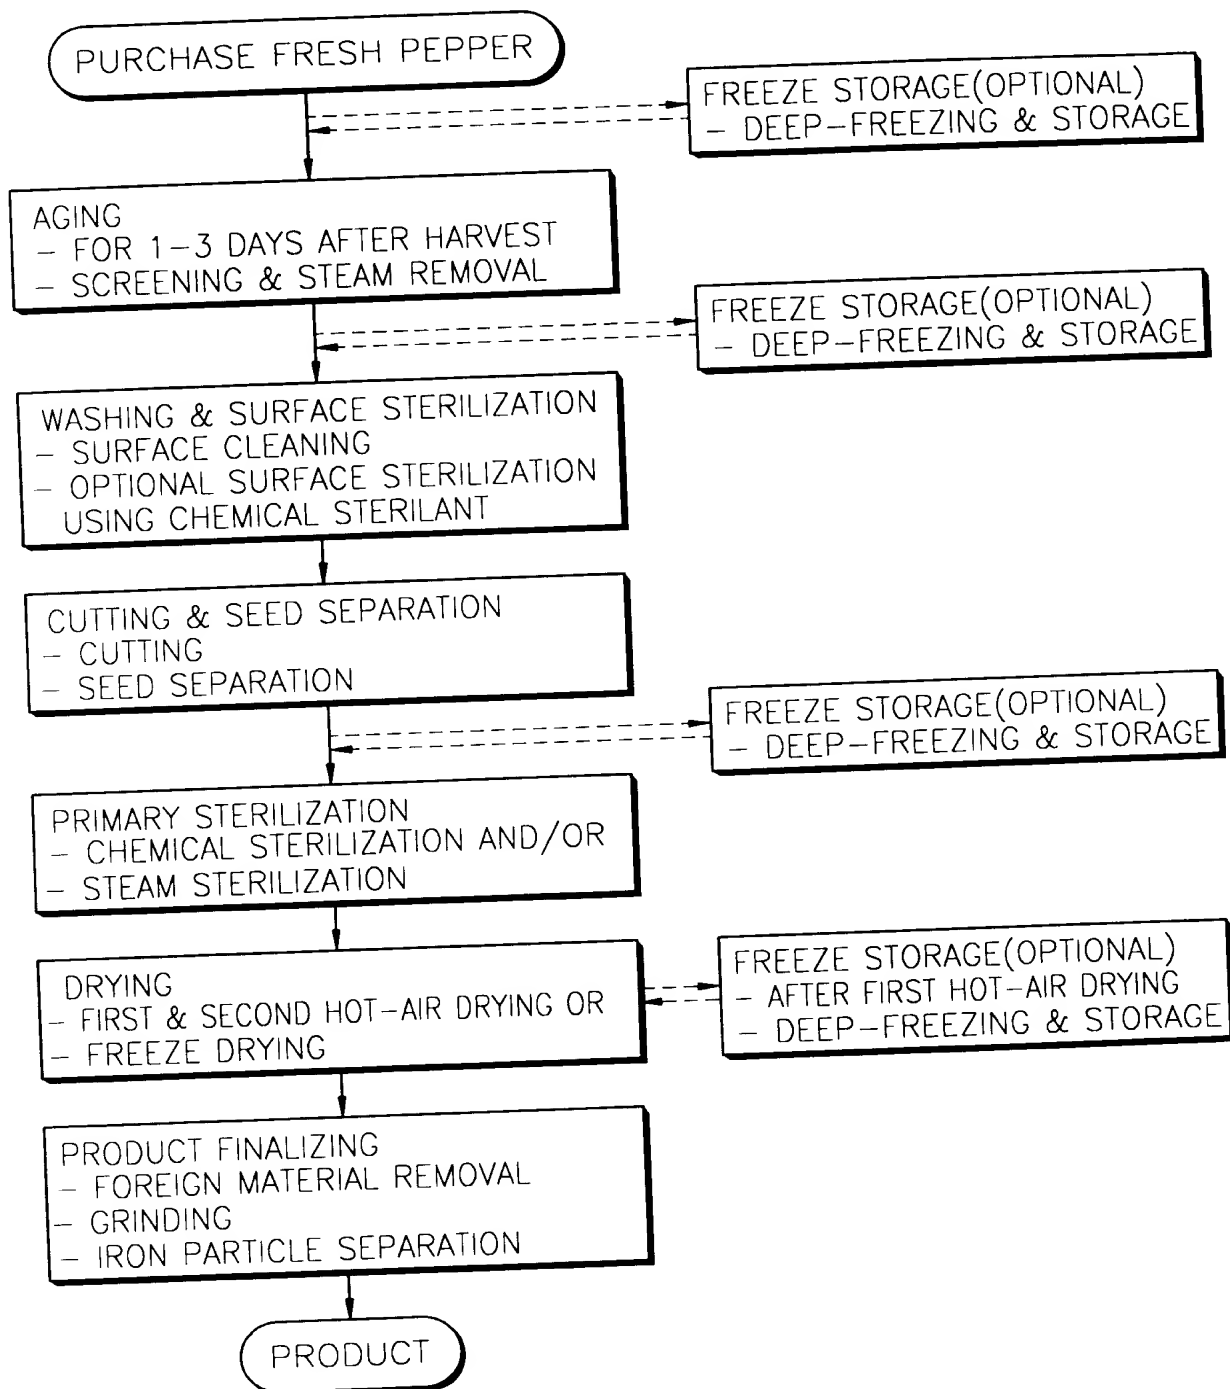 PURCHASE FRESH PEPPER
FREEZE STORAGE(OPTIONAL)
– DEEP–FREEZING & STORAGE
AGING
– FOR 1–3 DAYS AFTER HARVEST
– SCREENING & STEAM REMOVAL
FREEZE STORAGE(OPTIONAL)
– DEEP–FREEZING & STORAGE
WASHING & SURFACE STERILIZATION
– SURFACE CLEANING
– OPTIONAL SURFACE STERILIZATION
USING CHEMICAL STERILANT
CUTTING & SEED SEPARATION
– CUTTING
– SEED SEPARATION
FREEZE STORAGE(OPTIONAL)
– DEEP–FREEZING & STORAGE
PRIMARY STERILIZATION
– CHEMICAL STERILIZATION AND/OR
– STEAM STERILIZATION
DRYING
– FIRST & SECOND HOT–AIR DRYING OR
– FREEZE DRYING
FREEZE STORAGE(OPTIONAL)
– AFTER FIRST HOT–AIR DRYING
– DEEP–FREEZING & STORAGE
PRODUCT FINALIZING
– FOREIGN MATERIAL REMOVAL
– GRINDING
– IRON PARTICLE SEPARATION
PRODUCT